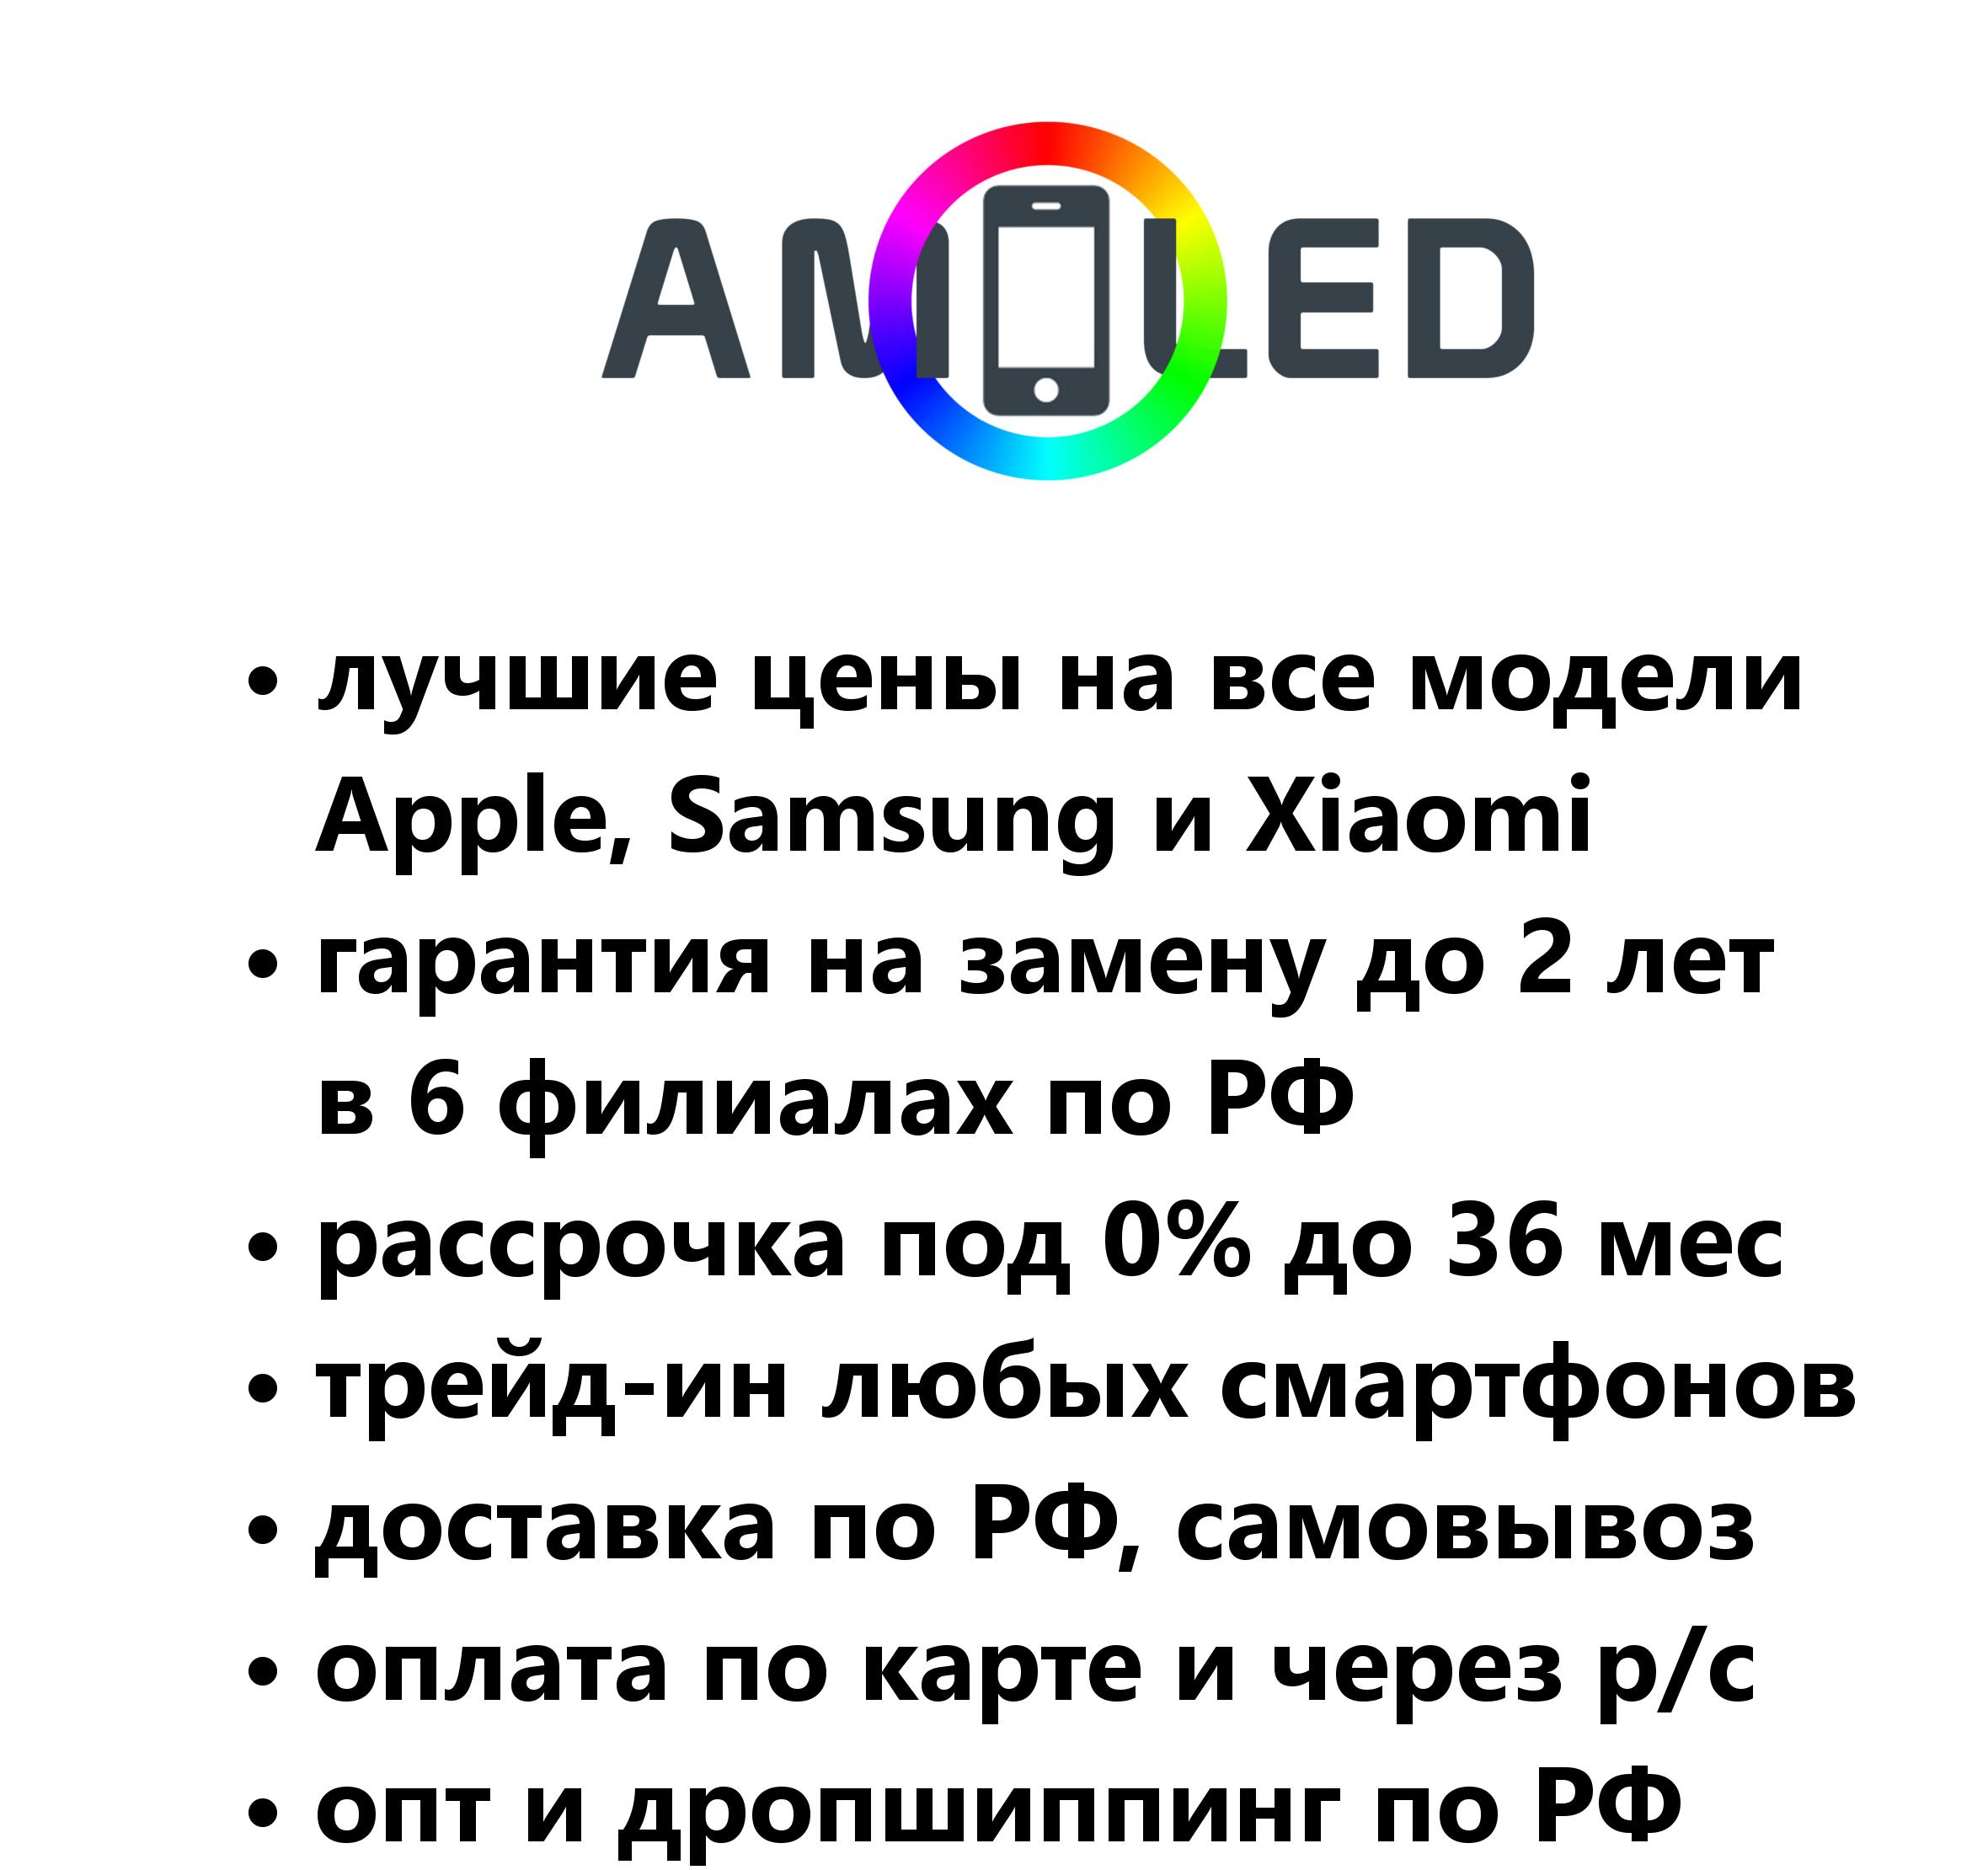 AMOLED
• лучшие цены на все модели
Apple, Samsung и Xiaomi
• гарантия на замену до 2 лет
в 6 филиалах по РФ
• рассрочка под 0% до 36 мес
• трейд-ин любых смартфонов
• доставка по РФ, самовывоз
• оплата по карте и через р/с
• опт и дропшиппинг по РФ